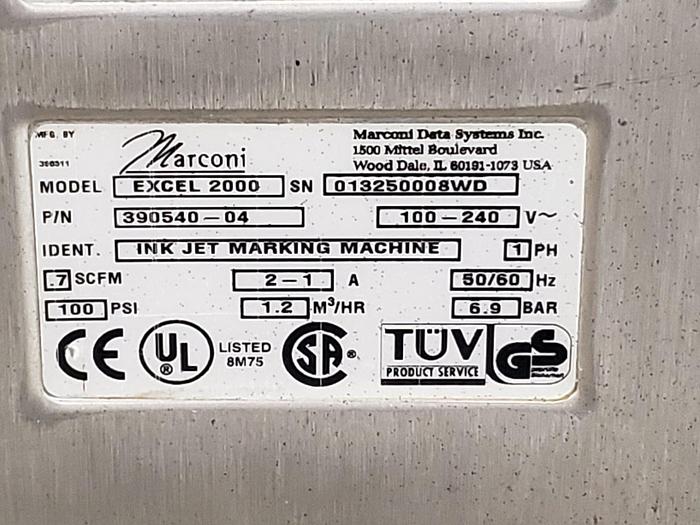 MFG. BY
Marconi
Marconi Data Systems Inc.
1500 Mittel Boulevard
Wood Dale, IL 60191-1073 USA
MODEL EXCEL 2000 SN 013250008WD
P/N 390540-04 100-240 V~
IDENT. INK JET MARKING MACHINE 1 PH
.7 SCFM 2-1 A 50/60 Hz
100 PSI 1.2 M³/HR 6.9 BAR
CE UL ® LISTED 8M75 SA ® TÜV PRODUCT SERVICE GS